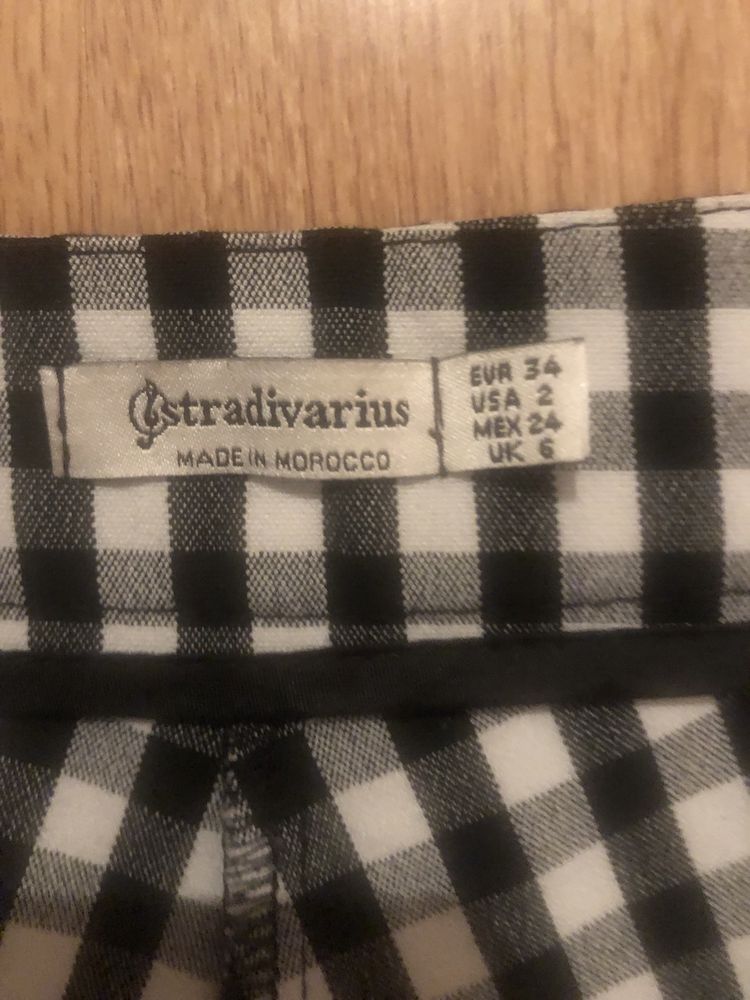 stradivarius
MADE IN MOROCCO
EUR 34
USA 2
MEX 24
UK 6